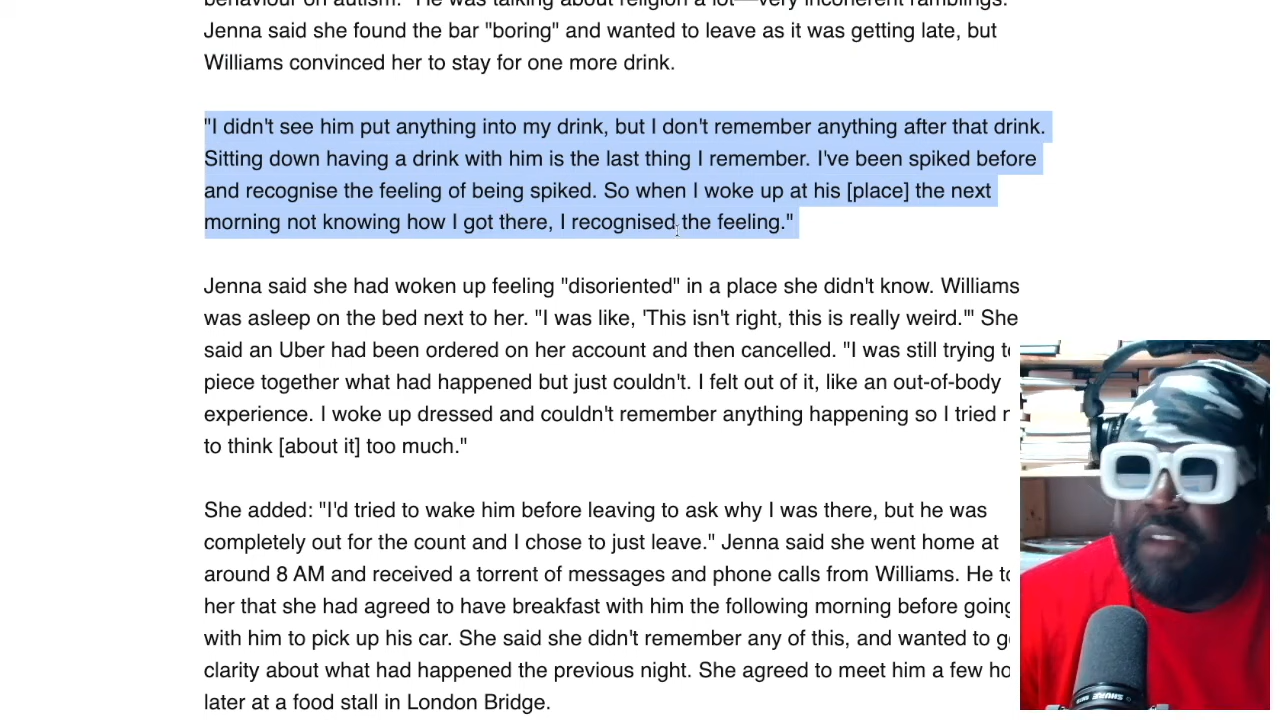 behaviour on autism. "He was talking about religion a lot—very incoherent ramblings."
Jenna said she found the bar "boring" and wanted to leave as it was getting late, but
Williams convinced her to stay for one more drink.
"I didn't see him put anything into my drink, but I don't remember anything after that drink.
Sitting down having a drink with him is the last thing I remember. I've been spiked before
and recognise the feeling of being spiked. So when I woke up at his [place] the next
morning not knowing how I got there, I recognised the feeling."
Jenna said she had woken up feeling "disoriented" in a place she didn't know. Williams
was asleep on the bed next to her. "I was like, 'This isn't right, this is really weird.'" She
said an Uber had been ordered on her account and then cancelled. "I was still trying
piece together what had happened but just couldn't. I felt out of it, like an out-of-body
experience. I woke up dressed and couldn't remember anything happening so I tried
to think [about it] too much."
She added: "I'd tried to wake him before leaving to ask why I was there, but he was
completely out for the count and I chose to just leave." Jenna said she went home at
around 8 AM and received a torrent of messages and phone calls from Williams. He
her that she had agreed to have breakfast with him the following morning before going
with him to pick up his car. She said she didn't remember any of this, and wanted to
clarity about what had happened the previous night. She agreed to meet him a few
later at a food stall in London Bridge.
SHURE